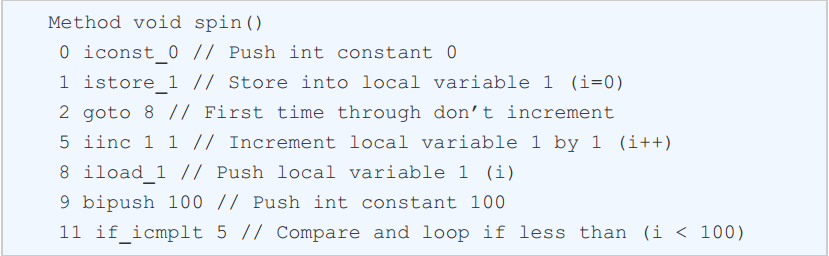 Method void spin()
0 iconst_0 // Push int constant 0
1 istore_1 // Store into local variable 1 (i=0)
2 goto 8 // First time through don’t increment
5 iinc 1 1 // Increment local variable 1 by 1 (i++)
8 iload_1 // Push local variable 1 (i)
9 bipush 100 // Push int constant 100
11 if_icmplt 5 // Compare and loop if less than (i < 100)